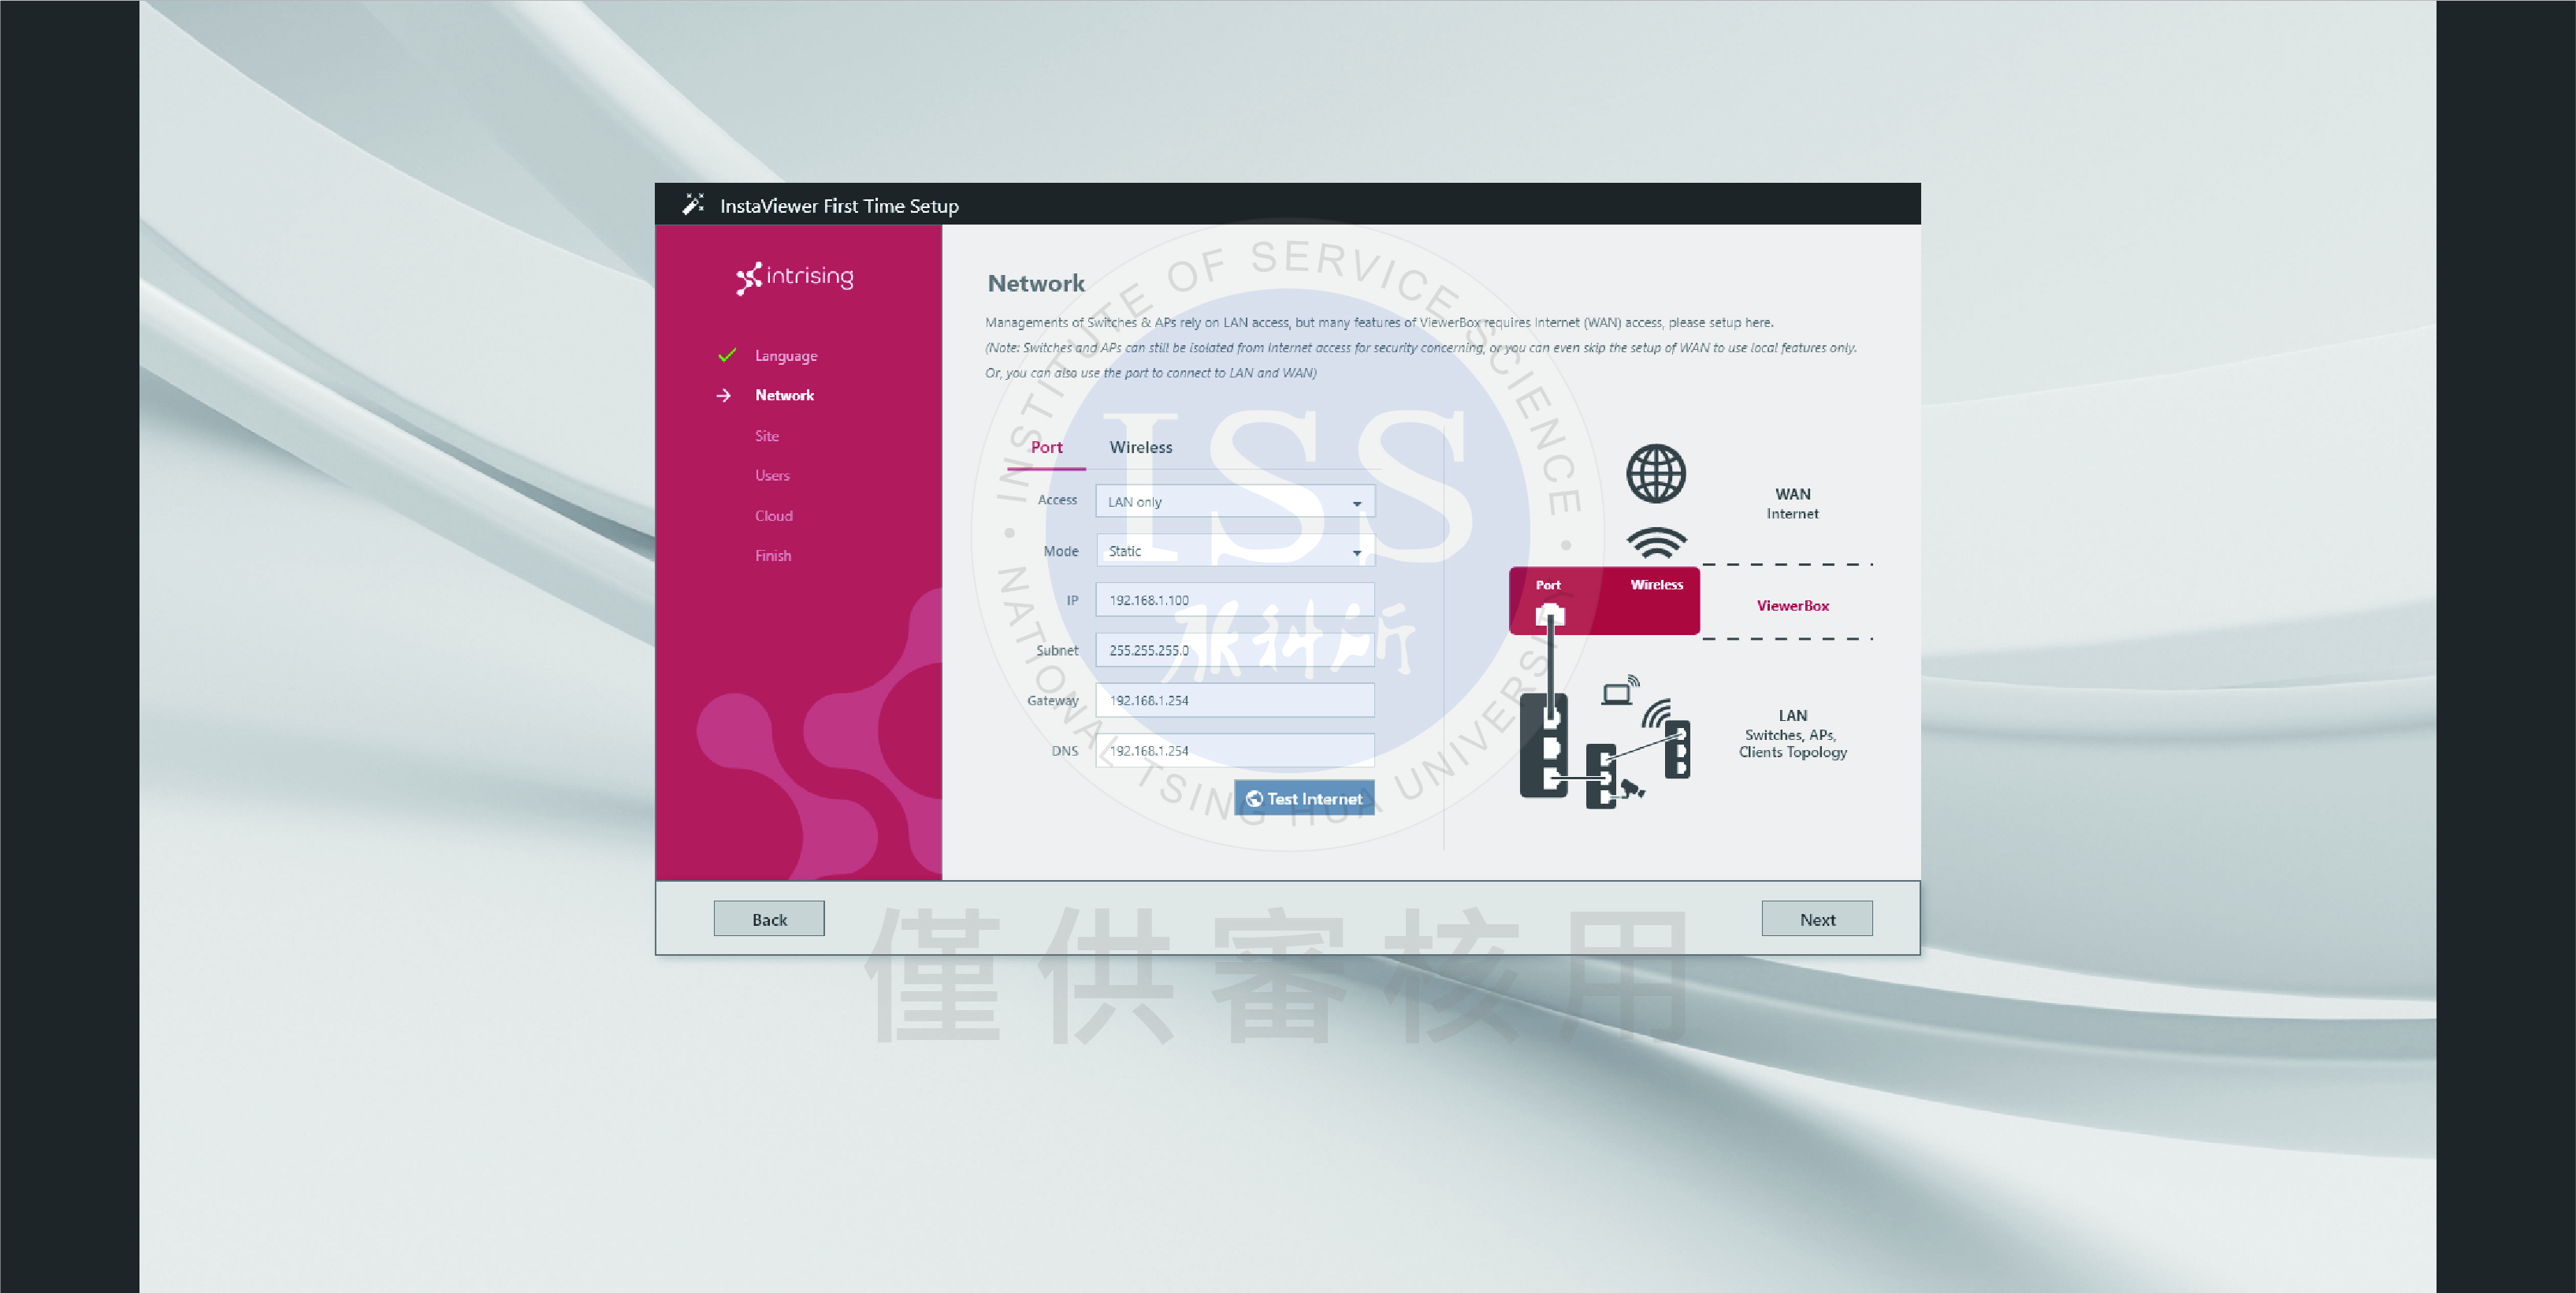 InstaViewer First Time Setup
intrising
Language
Network
Site
Users
Cloud
Finish
Network
Managements of Switches & APs rely on LAN access, but many features of ViewerBox requires Internet (WAN) access, please setup here.
(Note: Switches and APs can still be isolated from Internet access for security concerning, or you can even skip the setup of WAN to use local features only.
Or, you can also use the port to connect to LAN and WAN)
Port Wireless
Access LAN only
Mode Static
IP 192.168.1.100
Subnet 255.255.255.0
Gateway 192.168.1.254
DNS 192.168.1.254
Test Internet
WAN
Internet
Port Wireless
ViewerBox
LAN
Switches, APs,
Clients Topology
Back
Next
INSTITUTE OF SERVICE SCIENCE
ISS
服科所
NATIONAL TSING HUA UNIVERSITY
僅供審核用